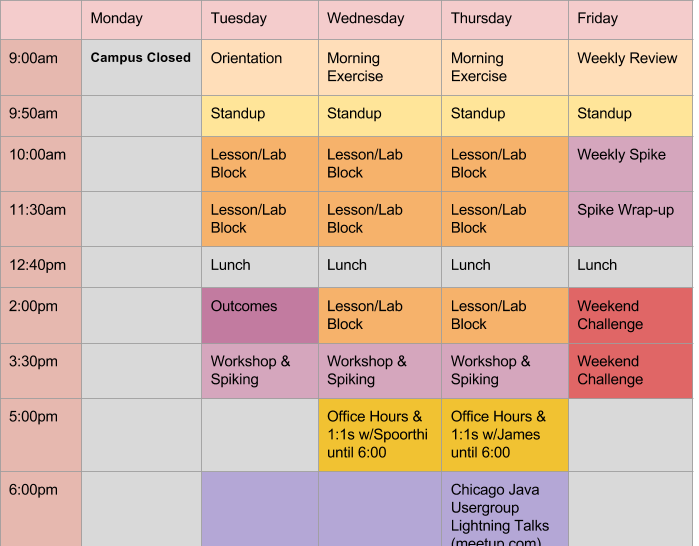 Monday Tuesday Wednesday Thursday Friday
9:00am Campus Closed Orientation Morning Exercise Morning Exercise Weekly Review
9:50am Standup Standup Standup Standup
10:00am Lesson/Lab Block Lesson/Lab Block Lesson/Lab Block Weekly Spike
11:30am Lesson/Lab Block Lesson/Lab Block Lesson/Lab Block Spike Wrap-up
12:40pm Lunch Lunch Lunch Lunch
2:00pm Outcomes Lesson/Lab Block Lesson/Lab Block Weekend Challenge
3:30pm Workshop & Spiking Workshop & Spiking Workshop & Spiking Weekend Challenge
5:00pm Office Hours & 1:1s w/Spoorthi until 6:00 Office Hours & 1:1s w/James until 6:00
6:00pm Chicago Java Usergroup Lightning Talks (meetup.com)